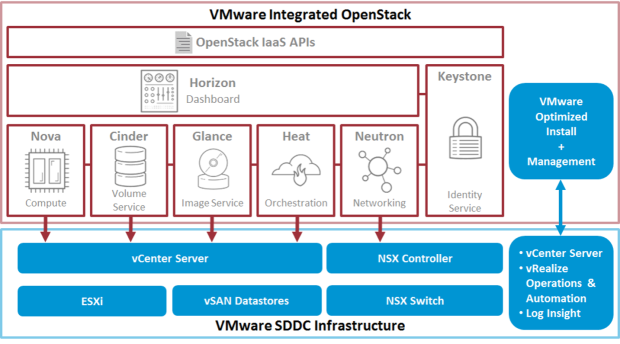 VMware Integrated OpenStack
OpenStack IaaS APIs
Horizon
Dashboard
Keystone
Identity
Service
Nova
Compute
Cinder
Volume
Service
Glance
Image Service
Heat
Orchestration
Neutron
Networking
VMware
Optimized
Install
+
Management
vCenter Server
NSX Controller
ESXi
vSAN Datastores
NSX Switch
• vCenter Server
• vRealize
Operations &
Automation
• Log Insight
VMware SDDC Infrastructure